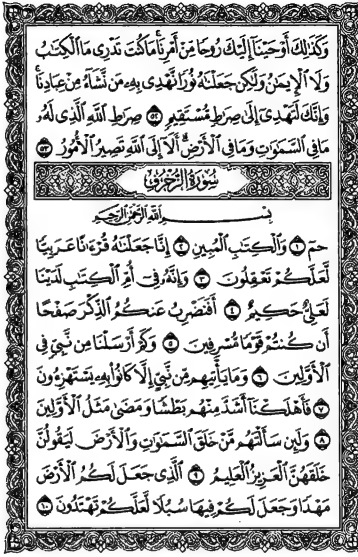 وَكَذَٰلِكَ أَوْحَيْنَآ إِلَيْكَ رُوحًا مِّنْ أَمْرِنَا مَا كُنتَ تَدْرِى مَا ٱلْكِتَٰبُ
وَلَا ٱلْإِيمَٰنُ وَلَٰكِن جَعَلْنَٰهُ نُورًا نَّهْدِى بِهِۦ مَن نَّشَآءُ مِنْ عِبَادِنَا
وَإِنَّكَ لَتَهْدِىٓ إِلَىٰ صِرَٰطٍ مُّسْتَقِيمٍ ٥٢ صِرَٰطِ ٱللَّهِ ٱلَّذِى لَهُۥ
مَا فِى ٱلسَّمَٰوَٰتِ وَمَا فِى ٱلْأَرْضِ أَلَآ إِلَى ٱللَّهِ تَصِيرُ ٱلْأُمُورُ ٥٣
سُورَةُ الزُّخْرُفِ
بِسْمِ ٱللَّهِ ٱلرَّحْمَٰنِ ٱلرَّحِيمِ
حمٓ ١ وَٱلْكِتَٰبِ ٱلْمُبِينِ ٢ إِنَّا جَعَلْنَٰهُ قُرْءَٰنًا عَرَبِيًّا
لَّعَلَّكُمْ تَعْقِلُونَ ٣ وَإِنَّهُۥ فِىٓ أُمِّ ٱلْكِتَٰبِ لَدَيْنَا
لَعَلِىٌّ حَكِيمٌ ٤ أَفَنَضْرِبُ عَنكُمُ ٱلذِّكْرَ صَفْحًا
أَن كُنتُمْ قَوْمًا مُّسْرِفِينَ ٥ وَكَمْ أَرْسَلْنَا مِن نَّبِىٍّ فِى
ٱلْأَوَّلِينَ ٦ وَمَا يَأْتِيهِم مِّن نَّبِىٍّ إِلَّا كَانُوا۟ بِهِۦ يَسْتَهْزِءُونَ
٧ فَأَهْلَكْنَآ أَشَدَّ مِنْهُم بَطْشًا وَمَضَىٰ مَثَلُ ٱلْأَوَّلِينَ
٨ وَلَئِن سَأَلْتَهُم مَّنْ خَلَقَ ٱلسَّمَٰوَٰتِ وَٱلْأَرْضَ لَيَقُولُنَّ
خَلَقَهُنَّ ٱلْعَزِيزُ ٱلْعَلِيمُ ٩ ٱلَّذِى جَعَلَ لَكُمُ ٱلْأَرْضَ
مَهْدًا وَجَعَلَ لَكُمْ فِيهَا سُبُلًا لَّعَلَّكُمْ تَهْتَدُونَ ١٠